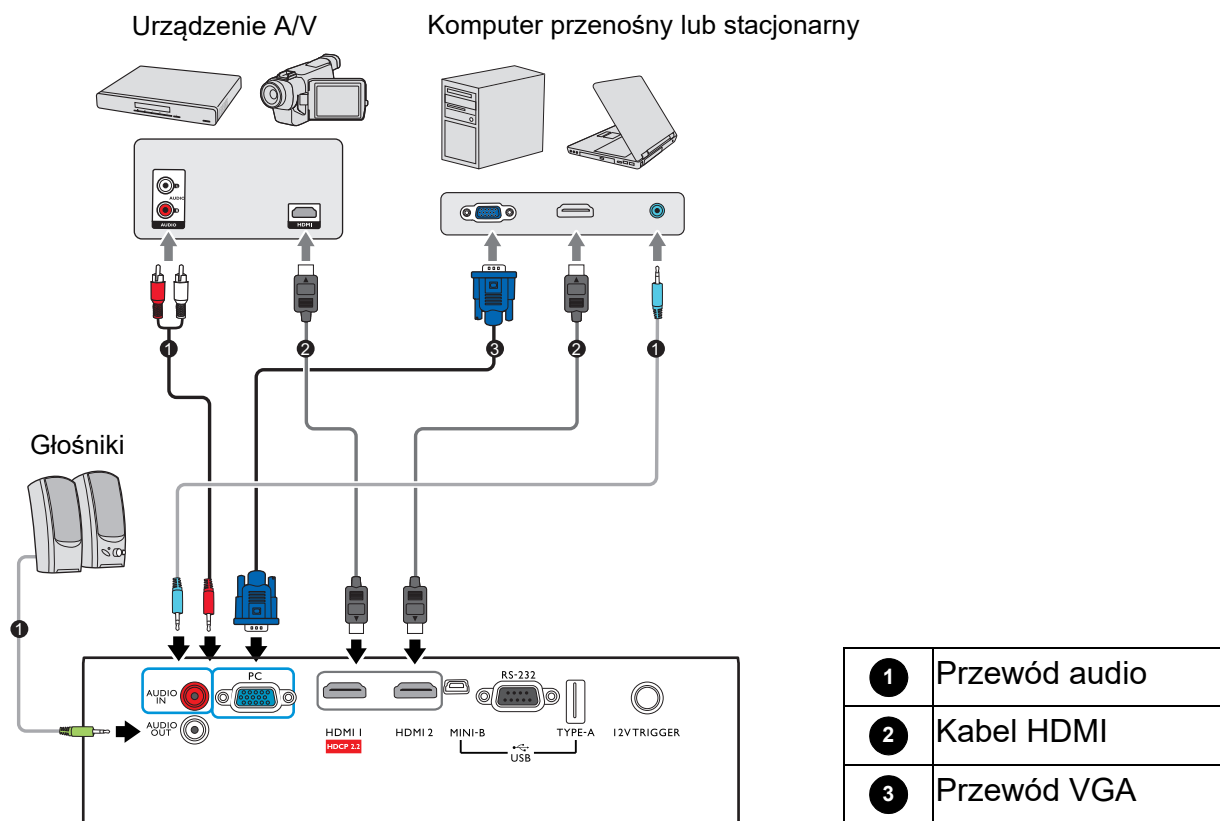 Urządzenie A/V
Komputer przenośny lub stacjonarny
AUDIO
AUDIO
HDMI
1
2
3
2
1
Głośniki
1
AUDIO IN
PC
RS-232
AUDIO OUT
HDMI 1
HDMI 2
MINI-B
TYPE-A
12V TRIGGER
HDCP 2.2
USB
1 Przewód audio
2 Kabel HDMI
3 Przewód VGA